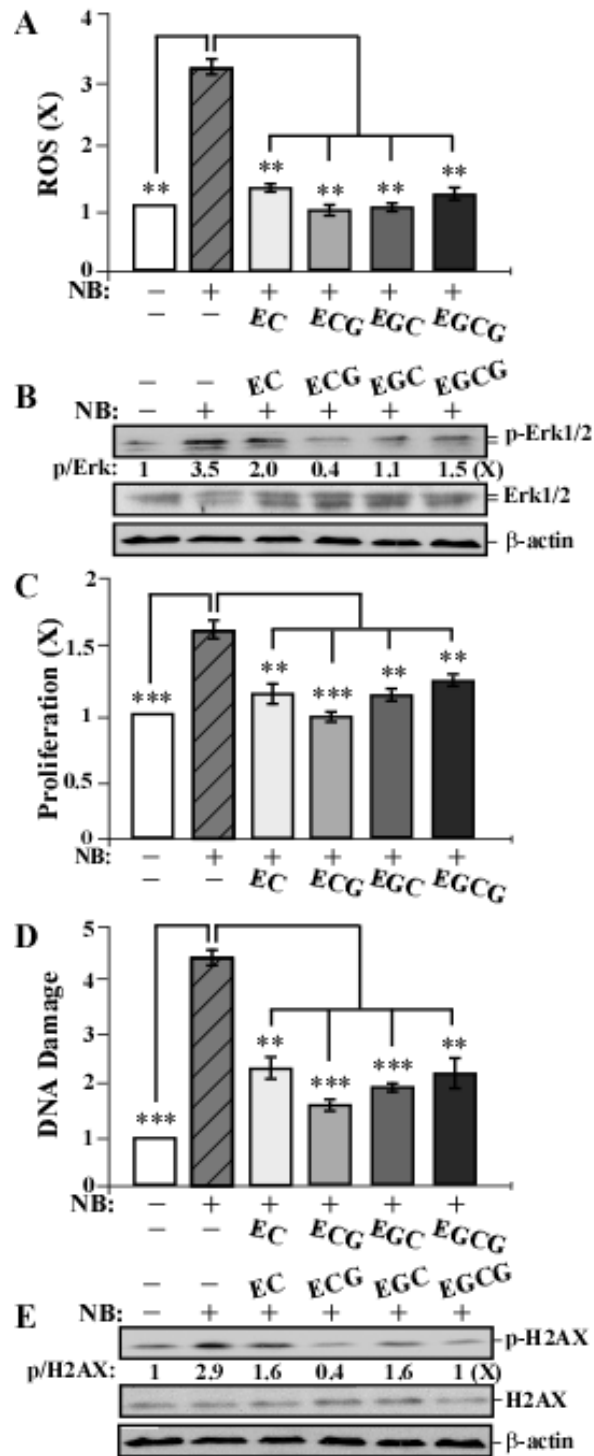 A
ROS (X)
4
3
2
1
0
** ** ** ** **
NB: – + + + + +
– – EC ECG EGC EGCG
B
– – EC ECG EGC EGCG
NB: – + + + + +
p-Erk1/2
p/Erk: 1 3.5 2.0 0.4 1.1 1.5 (X)
Erk1/2
β-actin
C
Proliferation (X)
2
1.5
1
0.5
0
*** ** *** ** **
NB: – + + + + +
– – EC ECG EGC EGCG
D
DNA Damage
5
4
3
2
1
0
*** ** *** *** **
NB: – + + + + +
– – EC ECG EGC EGCG
E
– – EC ECG EGC EGCG
NB: – + + + + +
p-H2AX
p/H2AX: 1 2.9 1.6 0.4 1.6 1 (X)
H2AX
β-actin